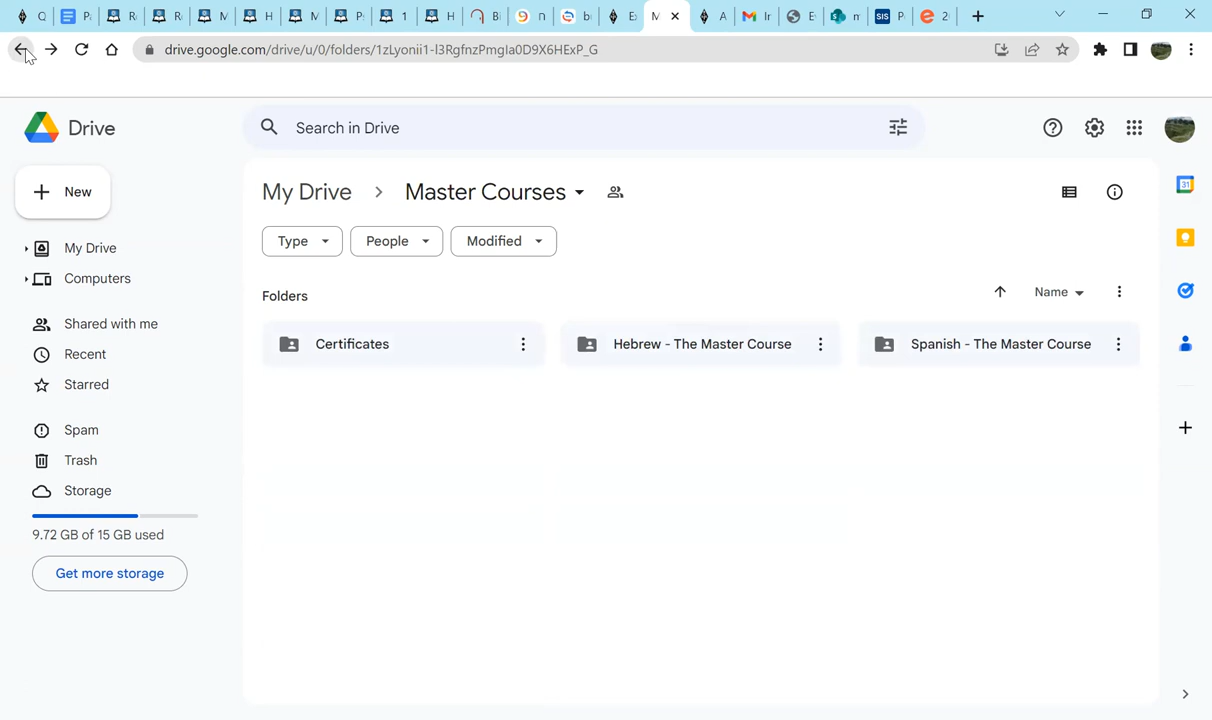 drive.google.com/drive/u/0/folders/1zLyonii1-l3RgfnzPmgIa0D9X6HExP_G
Drive
Search in Drive
New
My Drive
Computers
Shared with me
Recent
Starred
Spam
Trash
Storage
9.72 GB of 15 GB used
Get more storage
My Drive > Master Courses
Type People Modified
Folders
Name
Certificates Hebrew - The Master Course Spanish - The Master Course
31